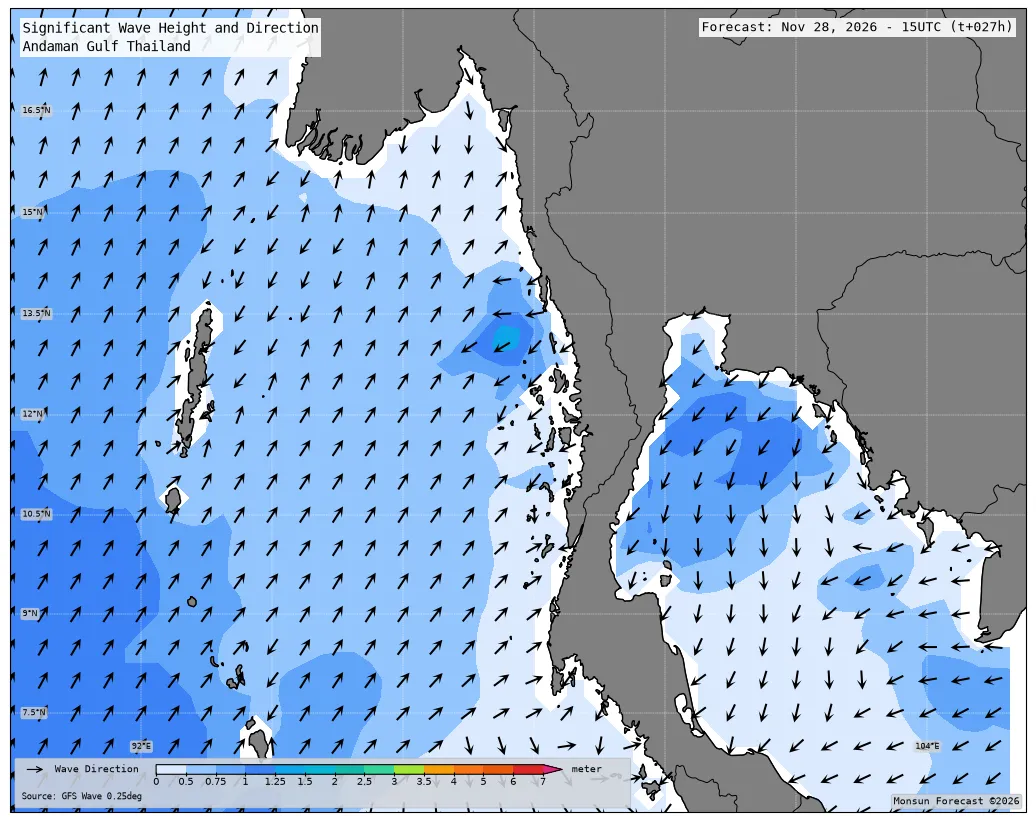 Significant Wave Height and Direction
Andaman Gulf Thailand
Forecast: Nov 28, 2026 - 15UTC (t+027h)
16.5°N
15°N
13.5°N
12°N
10.5°N
9°N
7.5°N
92°E
104°E
Wave Direction
meter
0 0.5 0.75 1 1.25 1.5 2 2.5 3 3.5 4 5 6 7
Source: GFS Wave 0.25deg
Monsun Forecast ©2026